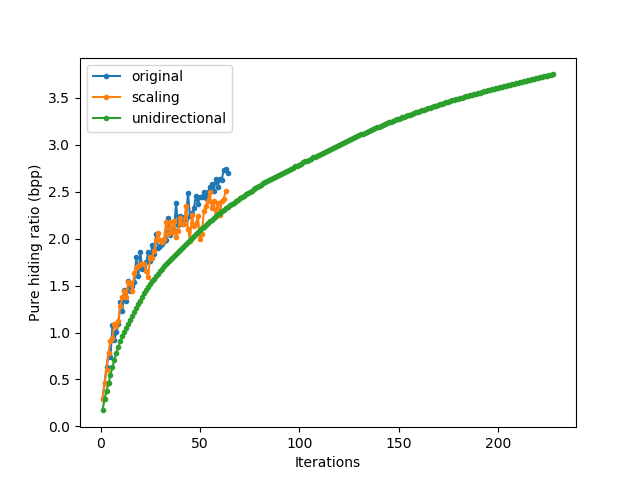 original
scaling
unidirectional
Pure hiding ratio (bpp)
3.5
3.0
2.5
2.0
1.5
1.0
0.5
0.0
0 50 100 150 200
Iterations